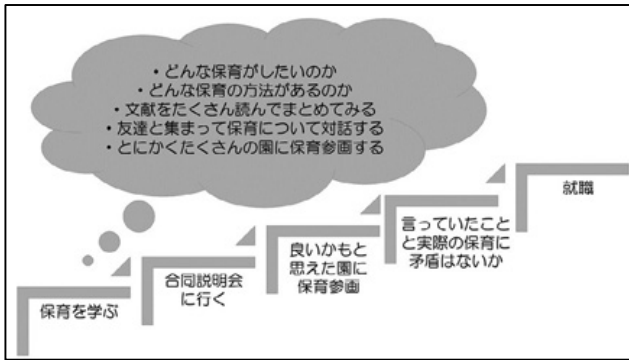 ・どんな保育がしたいのか
・どんな保育の方法があるのか
・文献をたくさん読んでまとめてみる
・友達と集まって保育について対話する
・とにかくたくさんの園に保育参画する
保育を学ぶ
合同説明会
に行く
良いかもと
思えた園に
保育参画
言っていたこと
と実際の保育に
矛盾はないか
就職